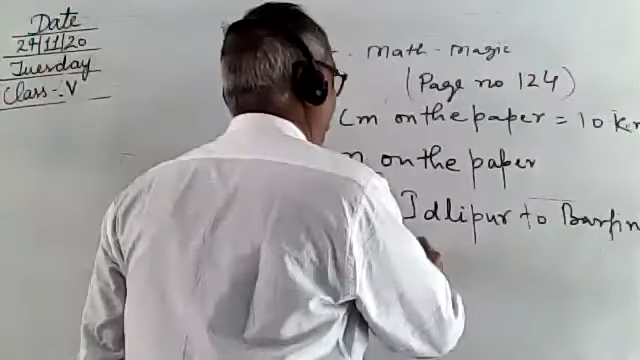 Date
24/11/20
Tuesday
Class-:V
Math-Magic
(Page no 124)
Cm on the paper = 10 Km
on the paper
Idlipur to Barfin